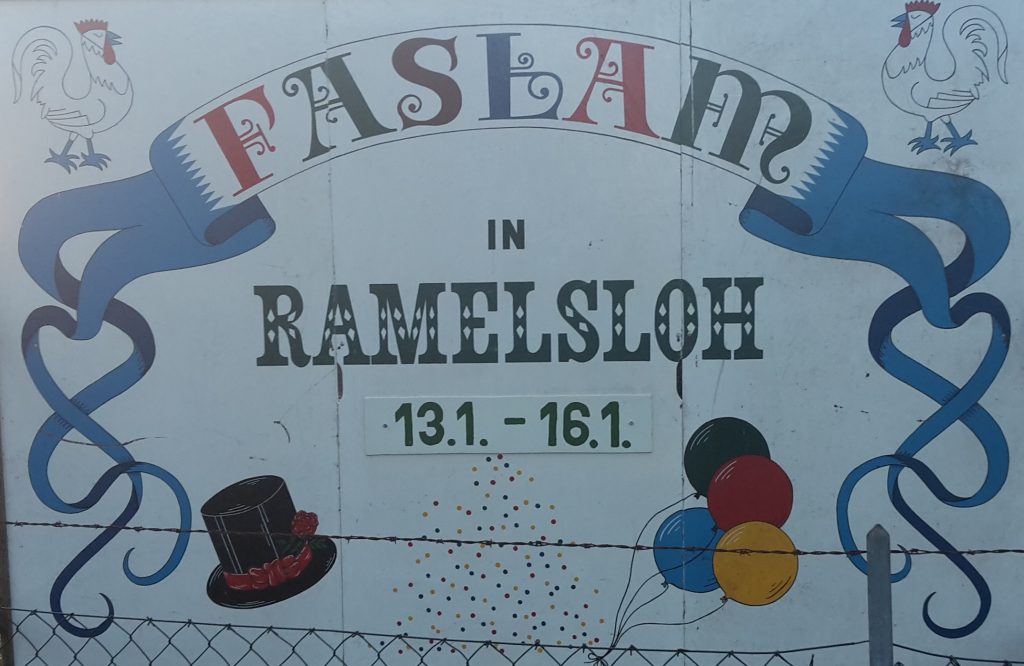 FASLAM
IN
RAMELSLOH
13.1. - 16.1.